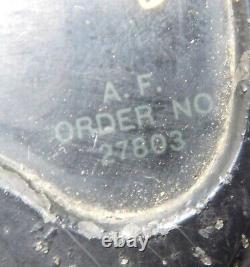 A. F.
ORDER NO
27803